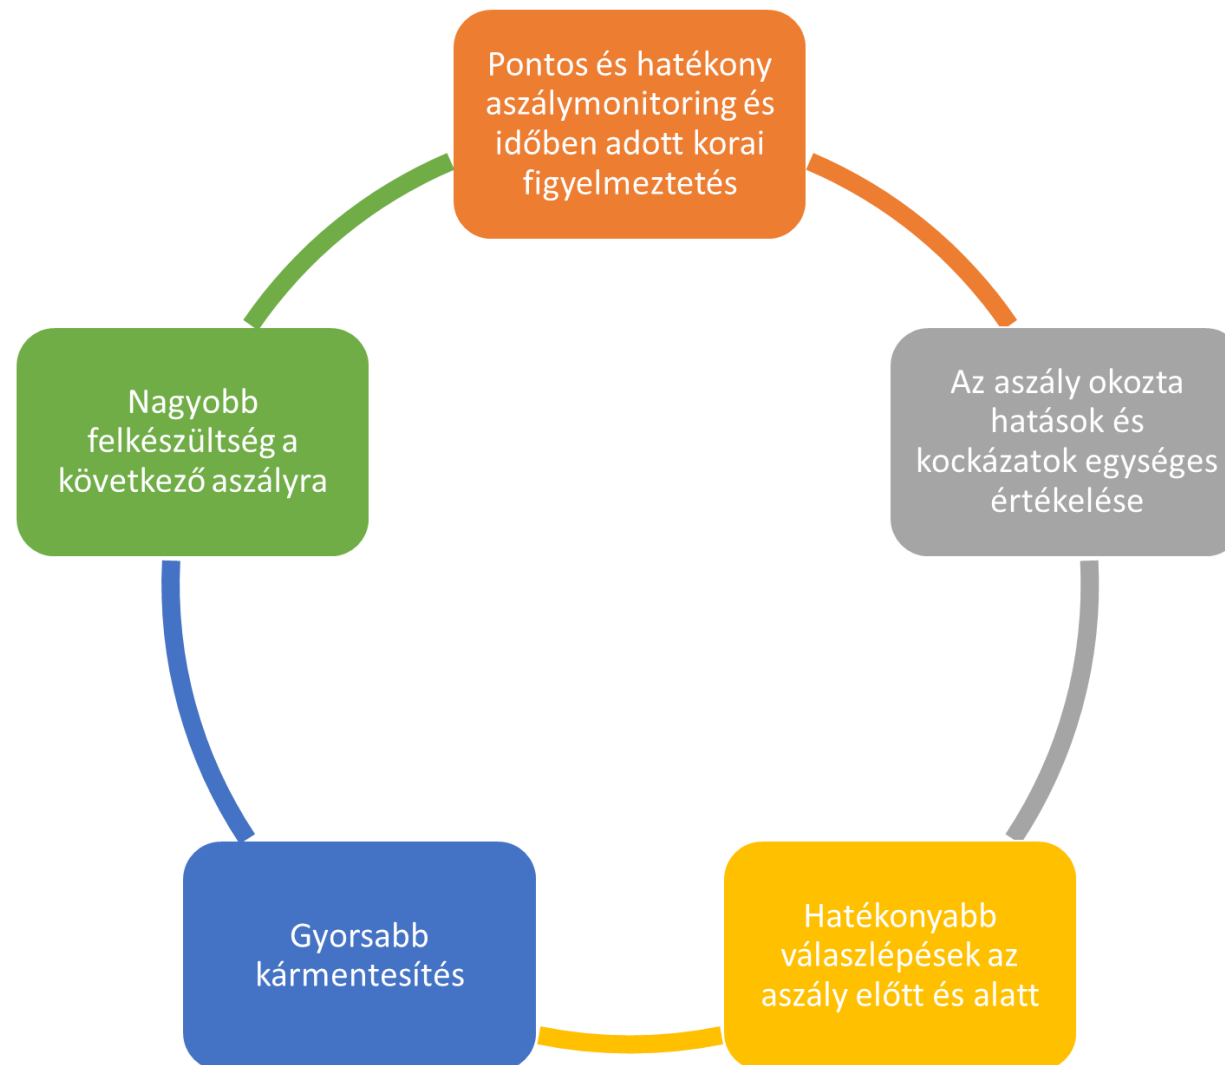 Pontos és hatékony
aszálymonitoring és
időben adott korai
figyelmeztetés
Az aszály okozta
hatások és
kockázatok egységes
értékelése
Hatékonyabb
válaszlépések az
aszály előtt és alatt
Gyorsabb
kármentesítés
Nagyobb
felkészültség a
következő aszályra